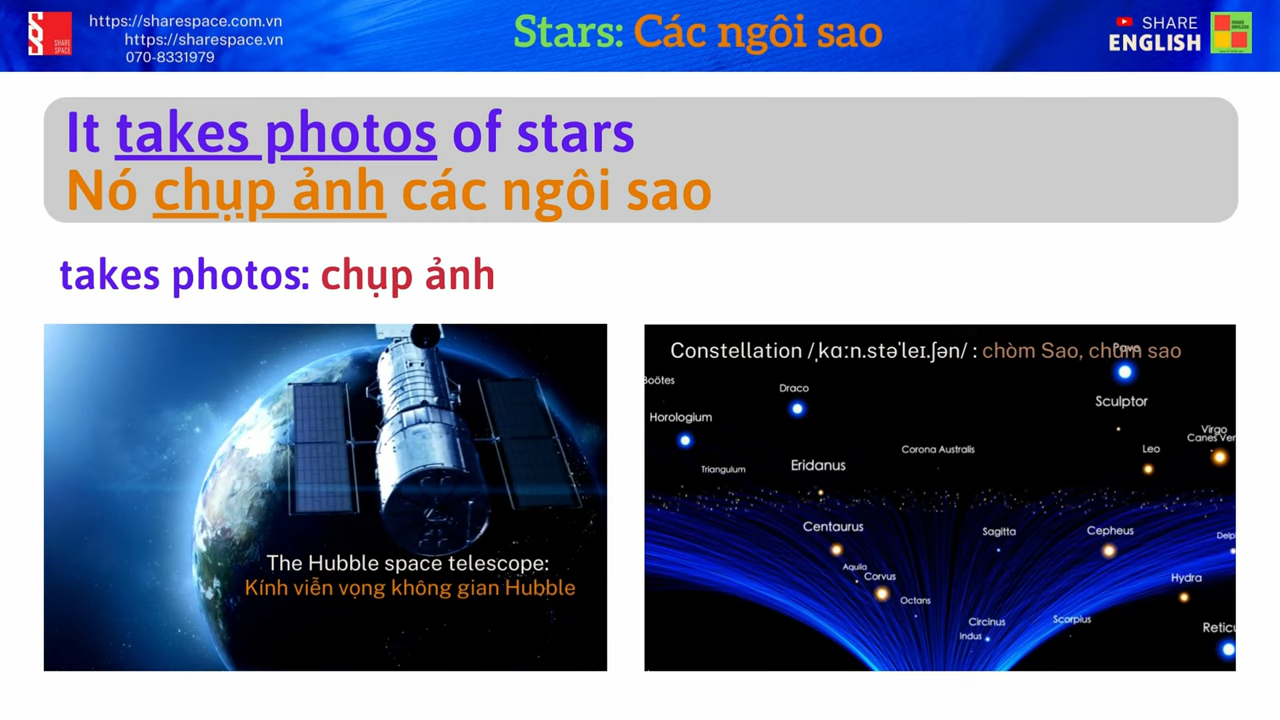 https://sharespace.com.vn
https://sharespace.vn
070-8331979
SHARE
SPACE
Stars: Các ngôi sao
SHARE
ENGLISH
It takes photos of stars
Nó chụp ảnh các ngôi sao
takes photos: chụp ảnh
The Hubble space telescope:
Kính viễn vọng không gian Hubble
Constellation /ˌkɑːn.stəˈleɪ.ʃən/ : chòm Sao, chùm sao
Pavo
Boötes
Draco
Sculptor
Horologium
Virgo
Corona Australis
Leo
Triangulum
Eridanus
Centaurus
Sagitta
Cepheus
Aquila
Corvus
Hydra
Octans
Circinus
Scorpius
Indus